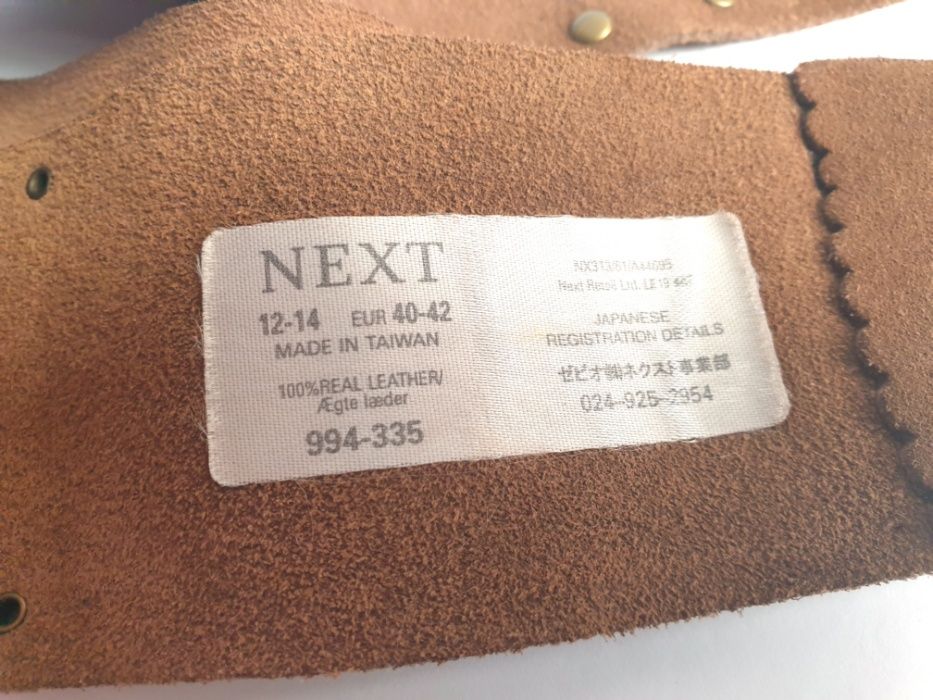 NEXT
12-14 EUR 40-42
MADE IN TAIWAN
100%REAL LEATHER/
Ægte læder
994-335
Next Retail Ltd. LE19
JAPANESE
REGISTRATION DETAILS
ゼビオ㈱ネクスト事業部
024-925-2954